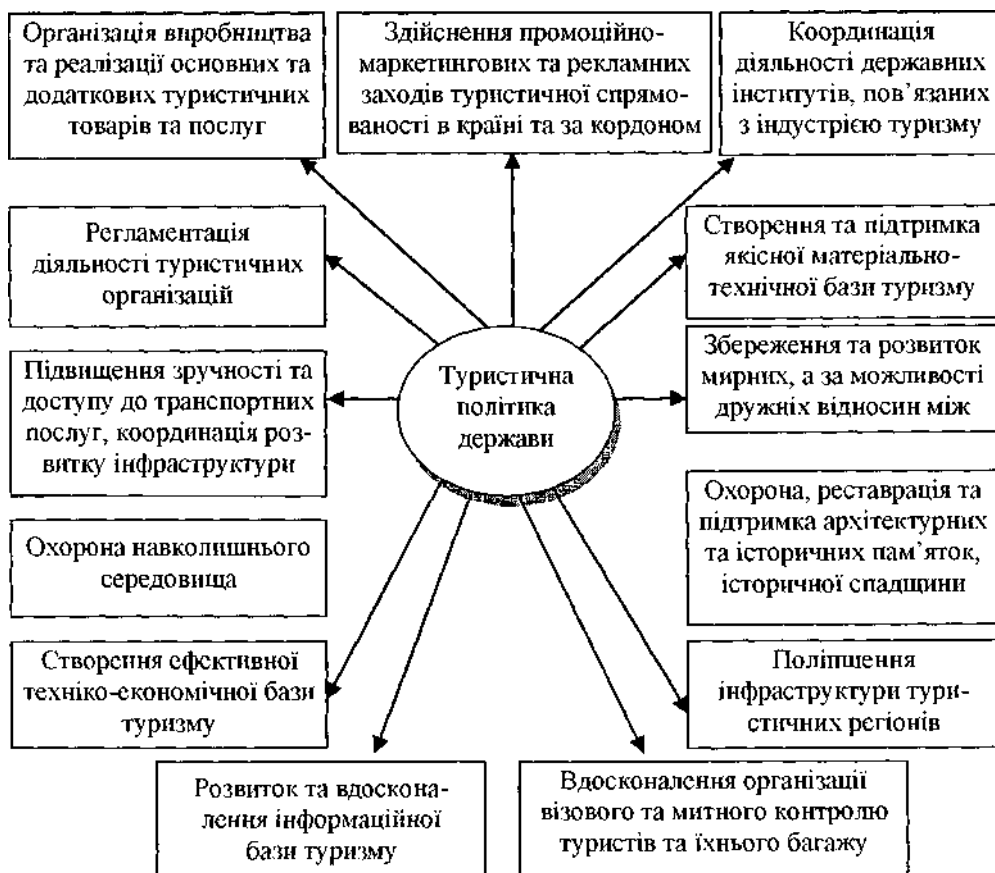 Організація виробництва
та реалізації основних та
додаткових туристичних
товарів та послуг
Здійснення промоційно-
маркетингових та рекламних
заходів туристичної спрямо-
ваності в країні та за кордоном
Координація
діяльності державних
інститутів, пов’язаних
з індустрією туризму
Регламентація
діяльності туристичних
організацій
Створення та підтримка
якісної матеріально-
технічної бази туризму
Підвищення зручності та
доступу до транспортних
послуг, координація роз-
витку інфраструктури
Туристична
політика
держави
Збереження та розвиток
мирних, а за можливості
дружніх відносин між
Охорона навколишнього
середовища
Охорона, реставрація та
підтримка архітектурних
та історичних пам’яток,
історичної спадщини
Створення ефективної
техніко-економічної бази
туризму
Поліпшення
інфраструктури тури-
стичних регіонів
Розвиток та вдоскона-
лення інформаційної
бази туризму
Вдосконалення організації
візового та митного контролю
туристів та їхнього багажу